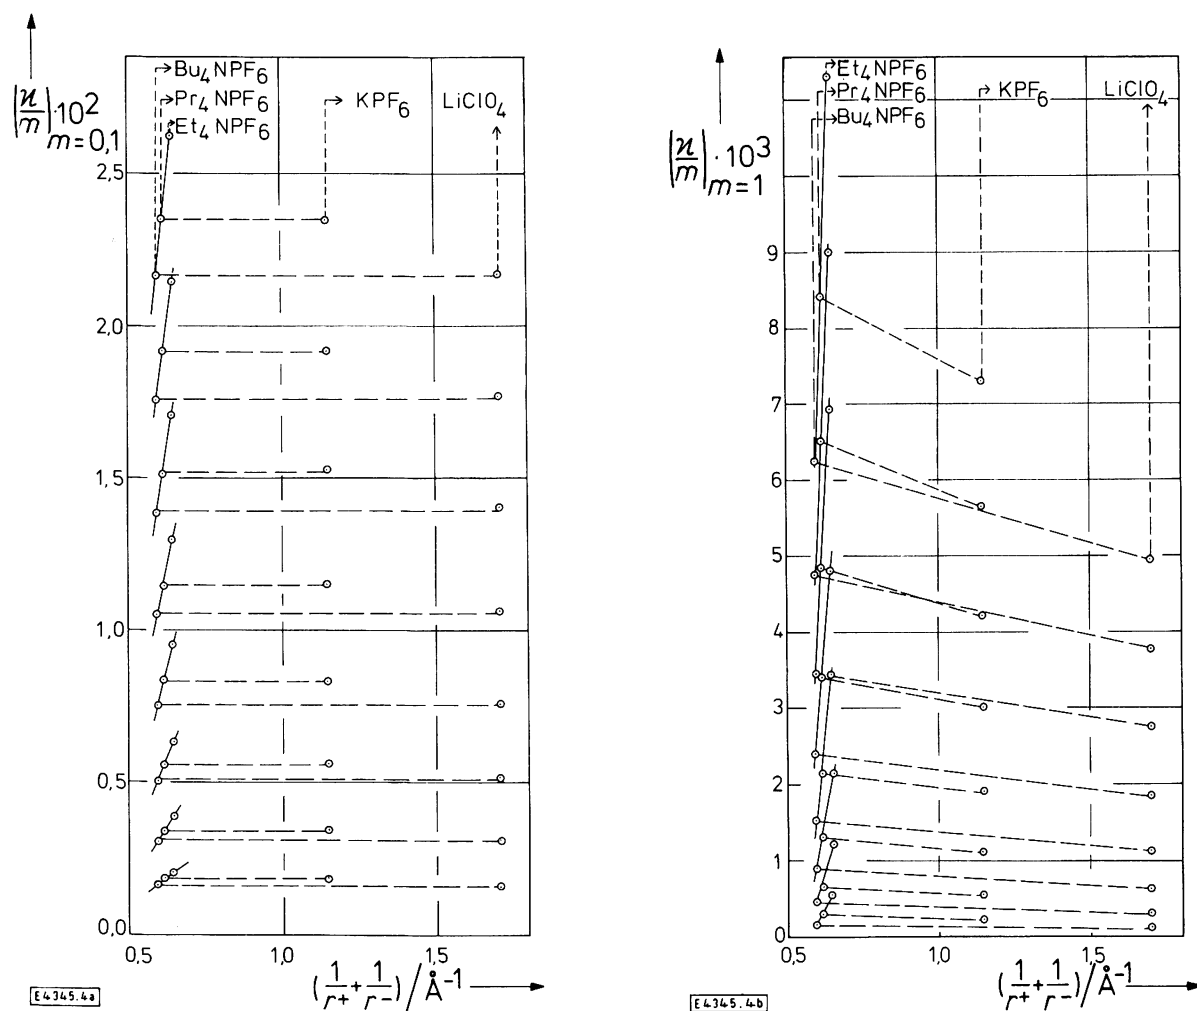 Bu₄NPF₆
Pr₄NPF₆
Et₄NPF₆
KPF₆
LiClO₄
|ϰ/m|·10² m=0,1
2,5
2,0
1,5
1,0
0,5
0,0
0,5 1,0 1,5
(1/r⁺ + 1/r⁻)/Å⁻¹
E4345.4a
Et₄NPF₆
Pr₄NPF₆
Bu₄NPF₆
KPF₆
LiClO₄
|ϰ/m|·10³ m=1
9
8
7
6
5
4
3
2
1
0
0,5 1,0 1,5
(1/r⁺ + 1/r⁻)/Å⁻¹
E4345.4b